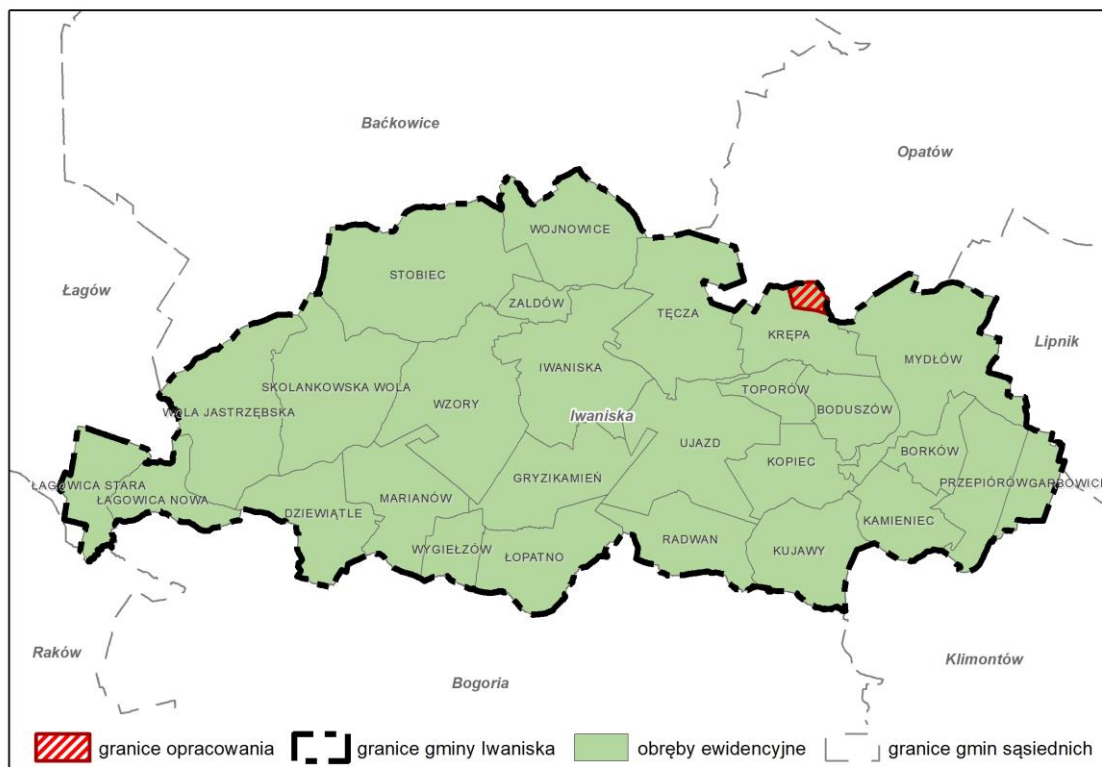 Baćkowice
Opatów
WOJNOWICE
STOBIEC
Łagów
ZALDÓW
TĘCZA
KRĘPA
Lipnik
MYDŁÓW
IWANISKA
SKOLANKOWSKA WOLA
TOPORÓW
WZORY
WOLA JASTRZĘBSKA
Iwaniska
BODUSZÓW
UJAZD
BORKÓW
KOPIEC
GRYZIKAMIEŃ
ŁAGOWICA STARA
PRZEPIÓRÓW
GARBOWICE
ŁAGOWICA NOWA
MARIANÓW
DZIEWIĄTLE
KAMIENIEC
RADWAN
WYGIEŁZÓW
ŁOPATNO
KUJAWY
Raków
Klimontów
Bogoria
granice opracowania
granice gminy Iwaniska
obręby ewidencyjne
granice gmin sąsiednich